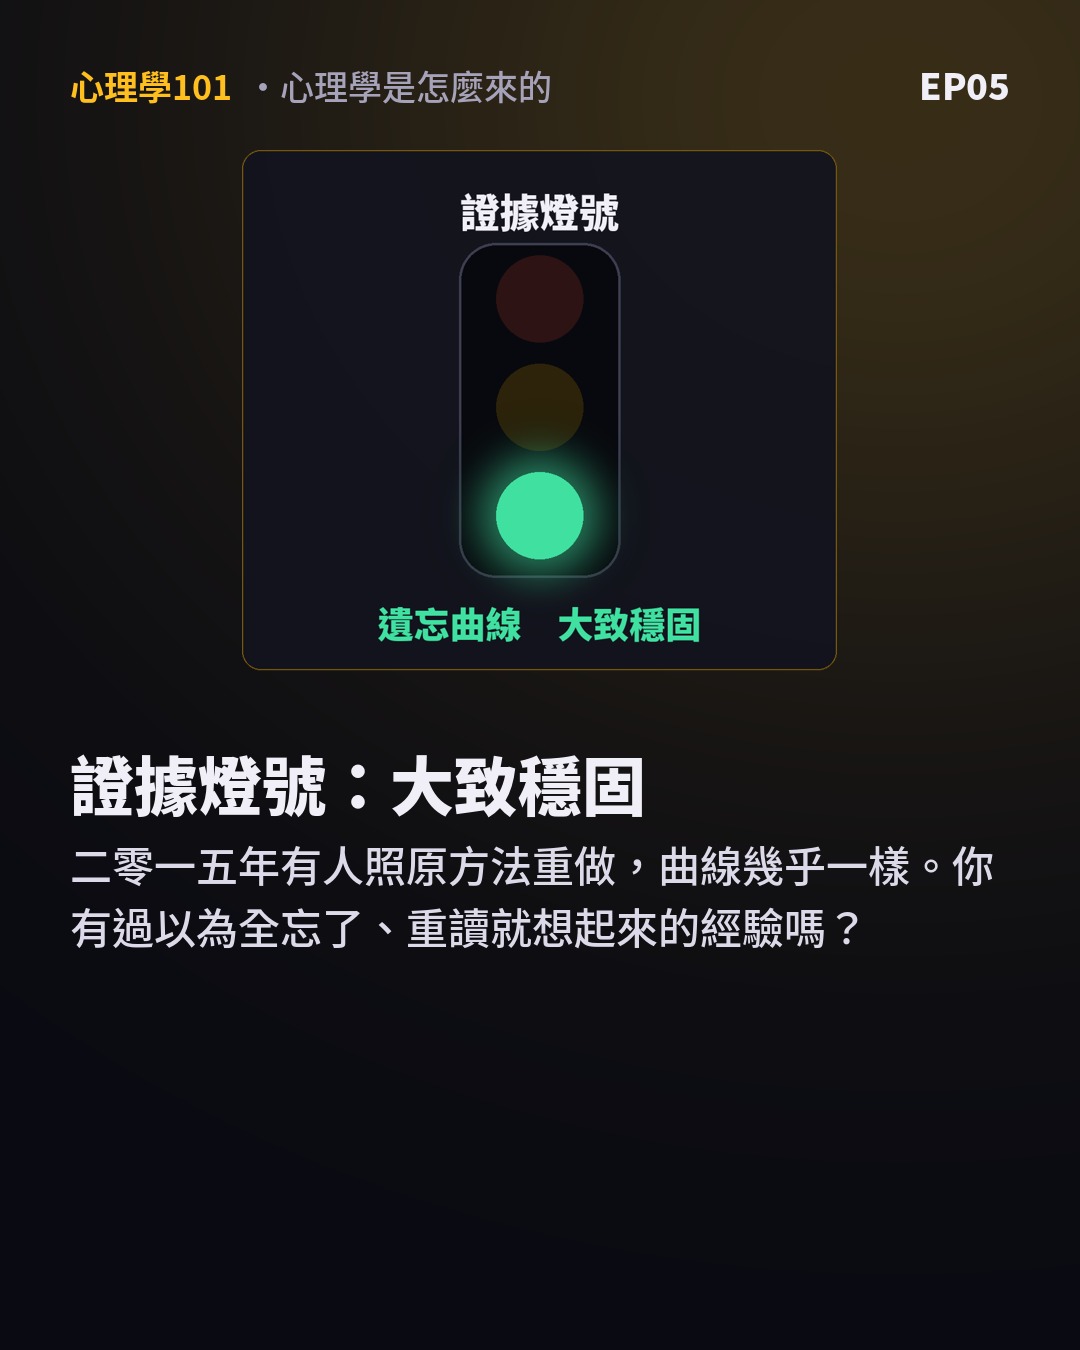 心理學101 ・心理學是怎麼來的
EP05
證據燈號
遺忘曲線　大致穩固
證據燈號：大致穩固
二零一五年有人照原方法重做，曲線幾乎一樣。你
有過以為全忘了、重讀就想起來的經驗嗎？